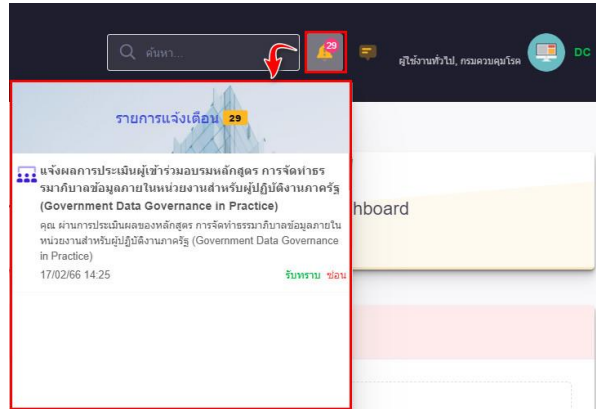 ค้นหา...
29
ผู้ใช้งานทั่วไป, กรมควบคุมโรค
DC
รายการแจ้งเตือน 29
แจ้งผลการประเมินผู้เข้าร่วมอบรมหลักสูตร การจัดทำธร
รมาภิบาลข้อมูลภายในหน่วยงานสำหรับผู้ปฏิบัติงานภาครัฐ
(Government Data Governance in Practice)
คุณ ผ่านการประเมินผลของหลักสูตร การจัดทำธรรมาภิบาลข้อมูลภายใน
หน่วยงานสำหรับผู้ปฏิบัติงานภาครัฐ (Government Data Governance
in Practice)
17/02/66 14:25
รับทราบ ซ่อน
hboard